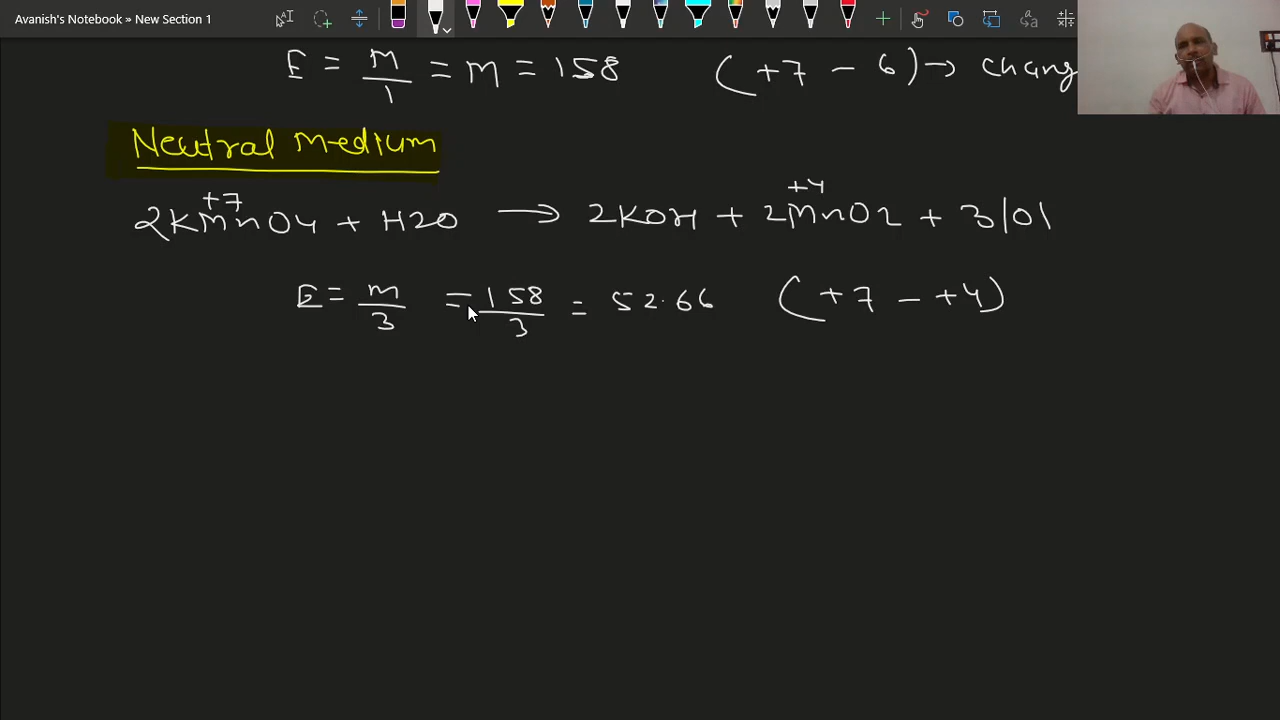 Avanish's Notebook » New Section 1
E = m/1 = m = 158 (+7 - 6) → chang
Neutral medium
+7 +4
2KMnO4 + H2O → 2KOH + 2MnO2 + 3|O|
E = m/3 = 158/3 = 52.66 (+7 - +4)